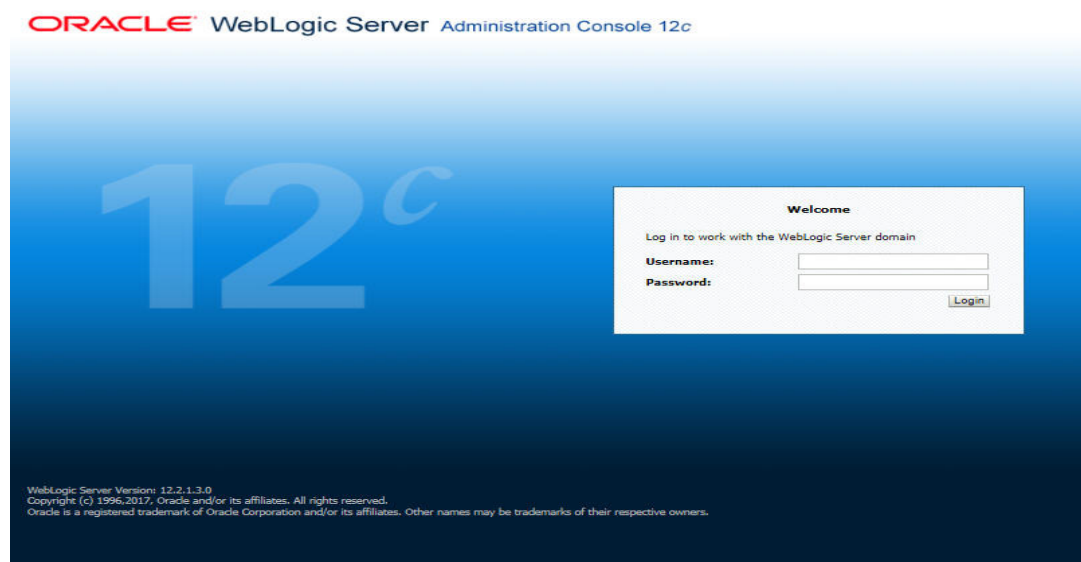 ORACLE WebLogic Server Administration Console 12c
12c
Welcome
Log in to work with the WebLogic Server domain
Username:
Password:
Login
WebLogic Server Version: 12.2.1.3.0
Copyright (c) 1996,2017, Oracle and/or its affiliates. All rights reserved.
Oracle is a registered trademark of Oracle Corporation and/or its affiliates. Other names may be trademarks of their respective owners.